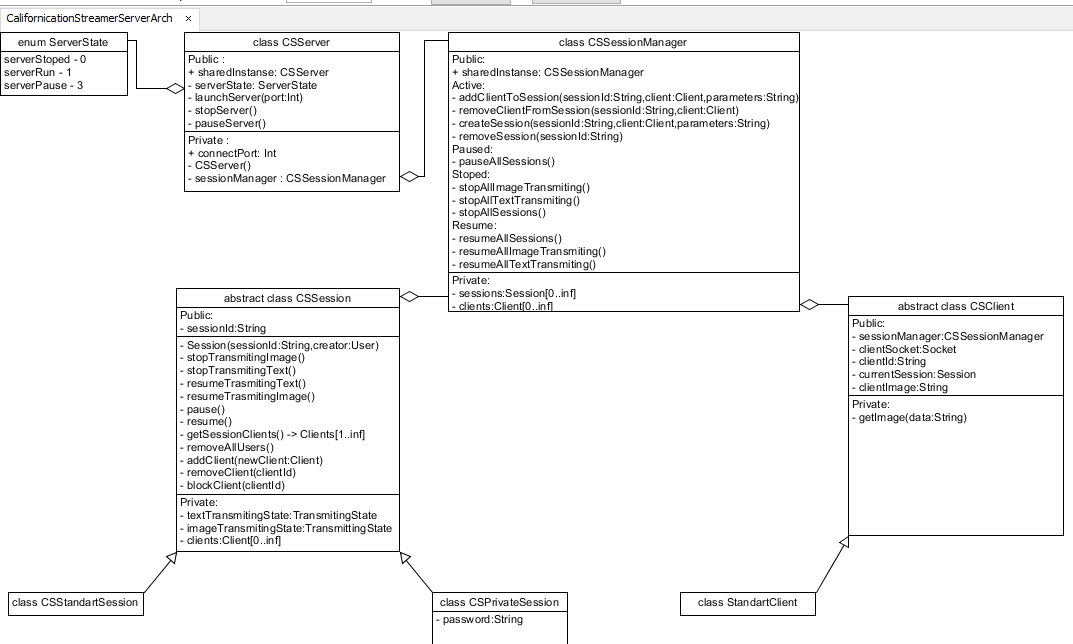 CalifornicationStreamerServerArch ×
enum ServerState
serverStoped - 0
serverRun - 1
serverPause - 3
class CSServer
Public :
+ sharedInstanse: CSServer
- serverState: ServerState
- launchServer(port:Int)
- stopServer()
- pauseServer()
Private :
+ connectPort: Int
- CSServer()
- sessionManager : CSSessionManager
class CSSessionManager
Public:
+ sharedInstanse: CSSessionManager
Active:
- addClientToSession(sessionId:String,client:Client,parameters:String)
- removeClientFromSession(sessionId:String,client:Client)
- createSession(sessionId:String,client:Client,parameters:String)
- removeSession(sessionId:String)
Paused:
- pauseAllSessions()
Stoped:
- stopAllImageTransmiting()
- stopAllTextTransmiting()
- stopAllSessions()
Resume:
- resumeAllSessions()
- resumeAllImageTransmiting()
- resumeAllTextTransmiting()
Private:
- sessions:Session[0..inf]
- clients:Client[0..inf]
abstract class CSSession
Public:
- sessionId:String
- Session(sessionId:String,creator:User)
- stopTransmitingImage()
- stopTransmitingText()
- resumeTrasmitingText()
- resumeTrasmitingImage()
- pause()
- resume()
- getSessionClients() -> Clients[1..inf]
- removeAllUsers()
- addClient(newClient:Client)
- removeClient(clientId)
- blockClient(clientId)
Private:
- textTransmitingState:TransmitingState
- imageTransmitingState:TransmittingState
- clients:Client[0..inf]
abstract class CSClient
Public:
- sessionManager:CSSessionManager
- clientSocket:Socket
- clientId:String
- currentSession:Session
- clientImage:String
Private:
- getImage(data:String)
class CSStandartSession
class CSPrivateSession
- password:String
class StandartClient